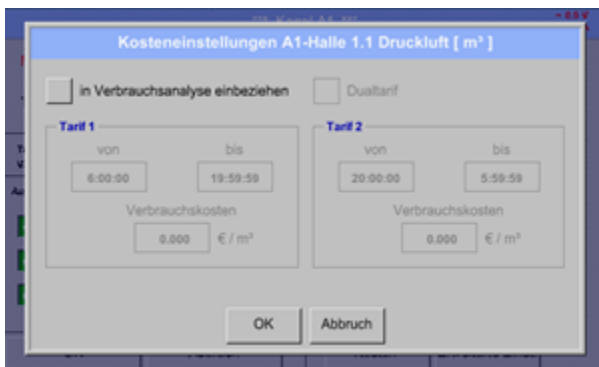 *** Kanal A1 ***
Kosteneinstellungen A1-Halle 1.1 Druckluft [ m³ ]
in Verbrauchsanalyse einbeziehen Dualtarif
Tarif 1 Tarif 2
von bis von bis
6:00:00 19:59:59 20:00:00 5:59:59
Verbrauchskosten Verbrauchskosten
0.000 € / m³ 0.000 € / m³
OK Abbruch